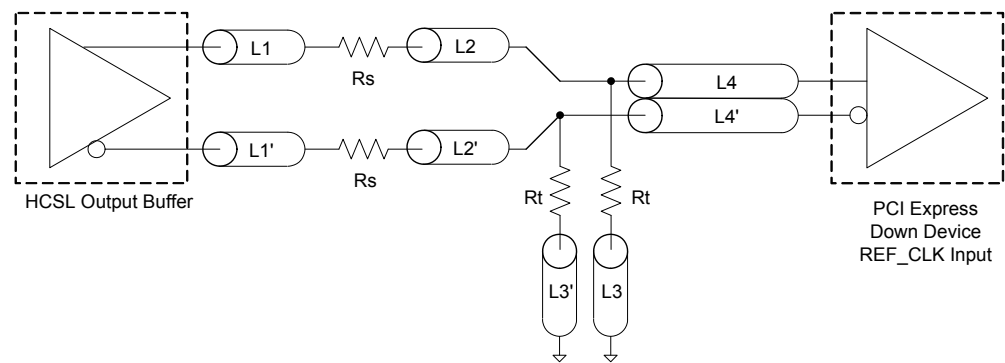 L1
Rs
L2
L4
L4'
L1'
Rs
L2'
HCSL Output Buffer
Rt
Rt
L3'
L3
PCI Express
Down Device
REF_CLK Input